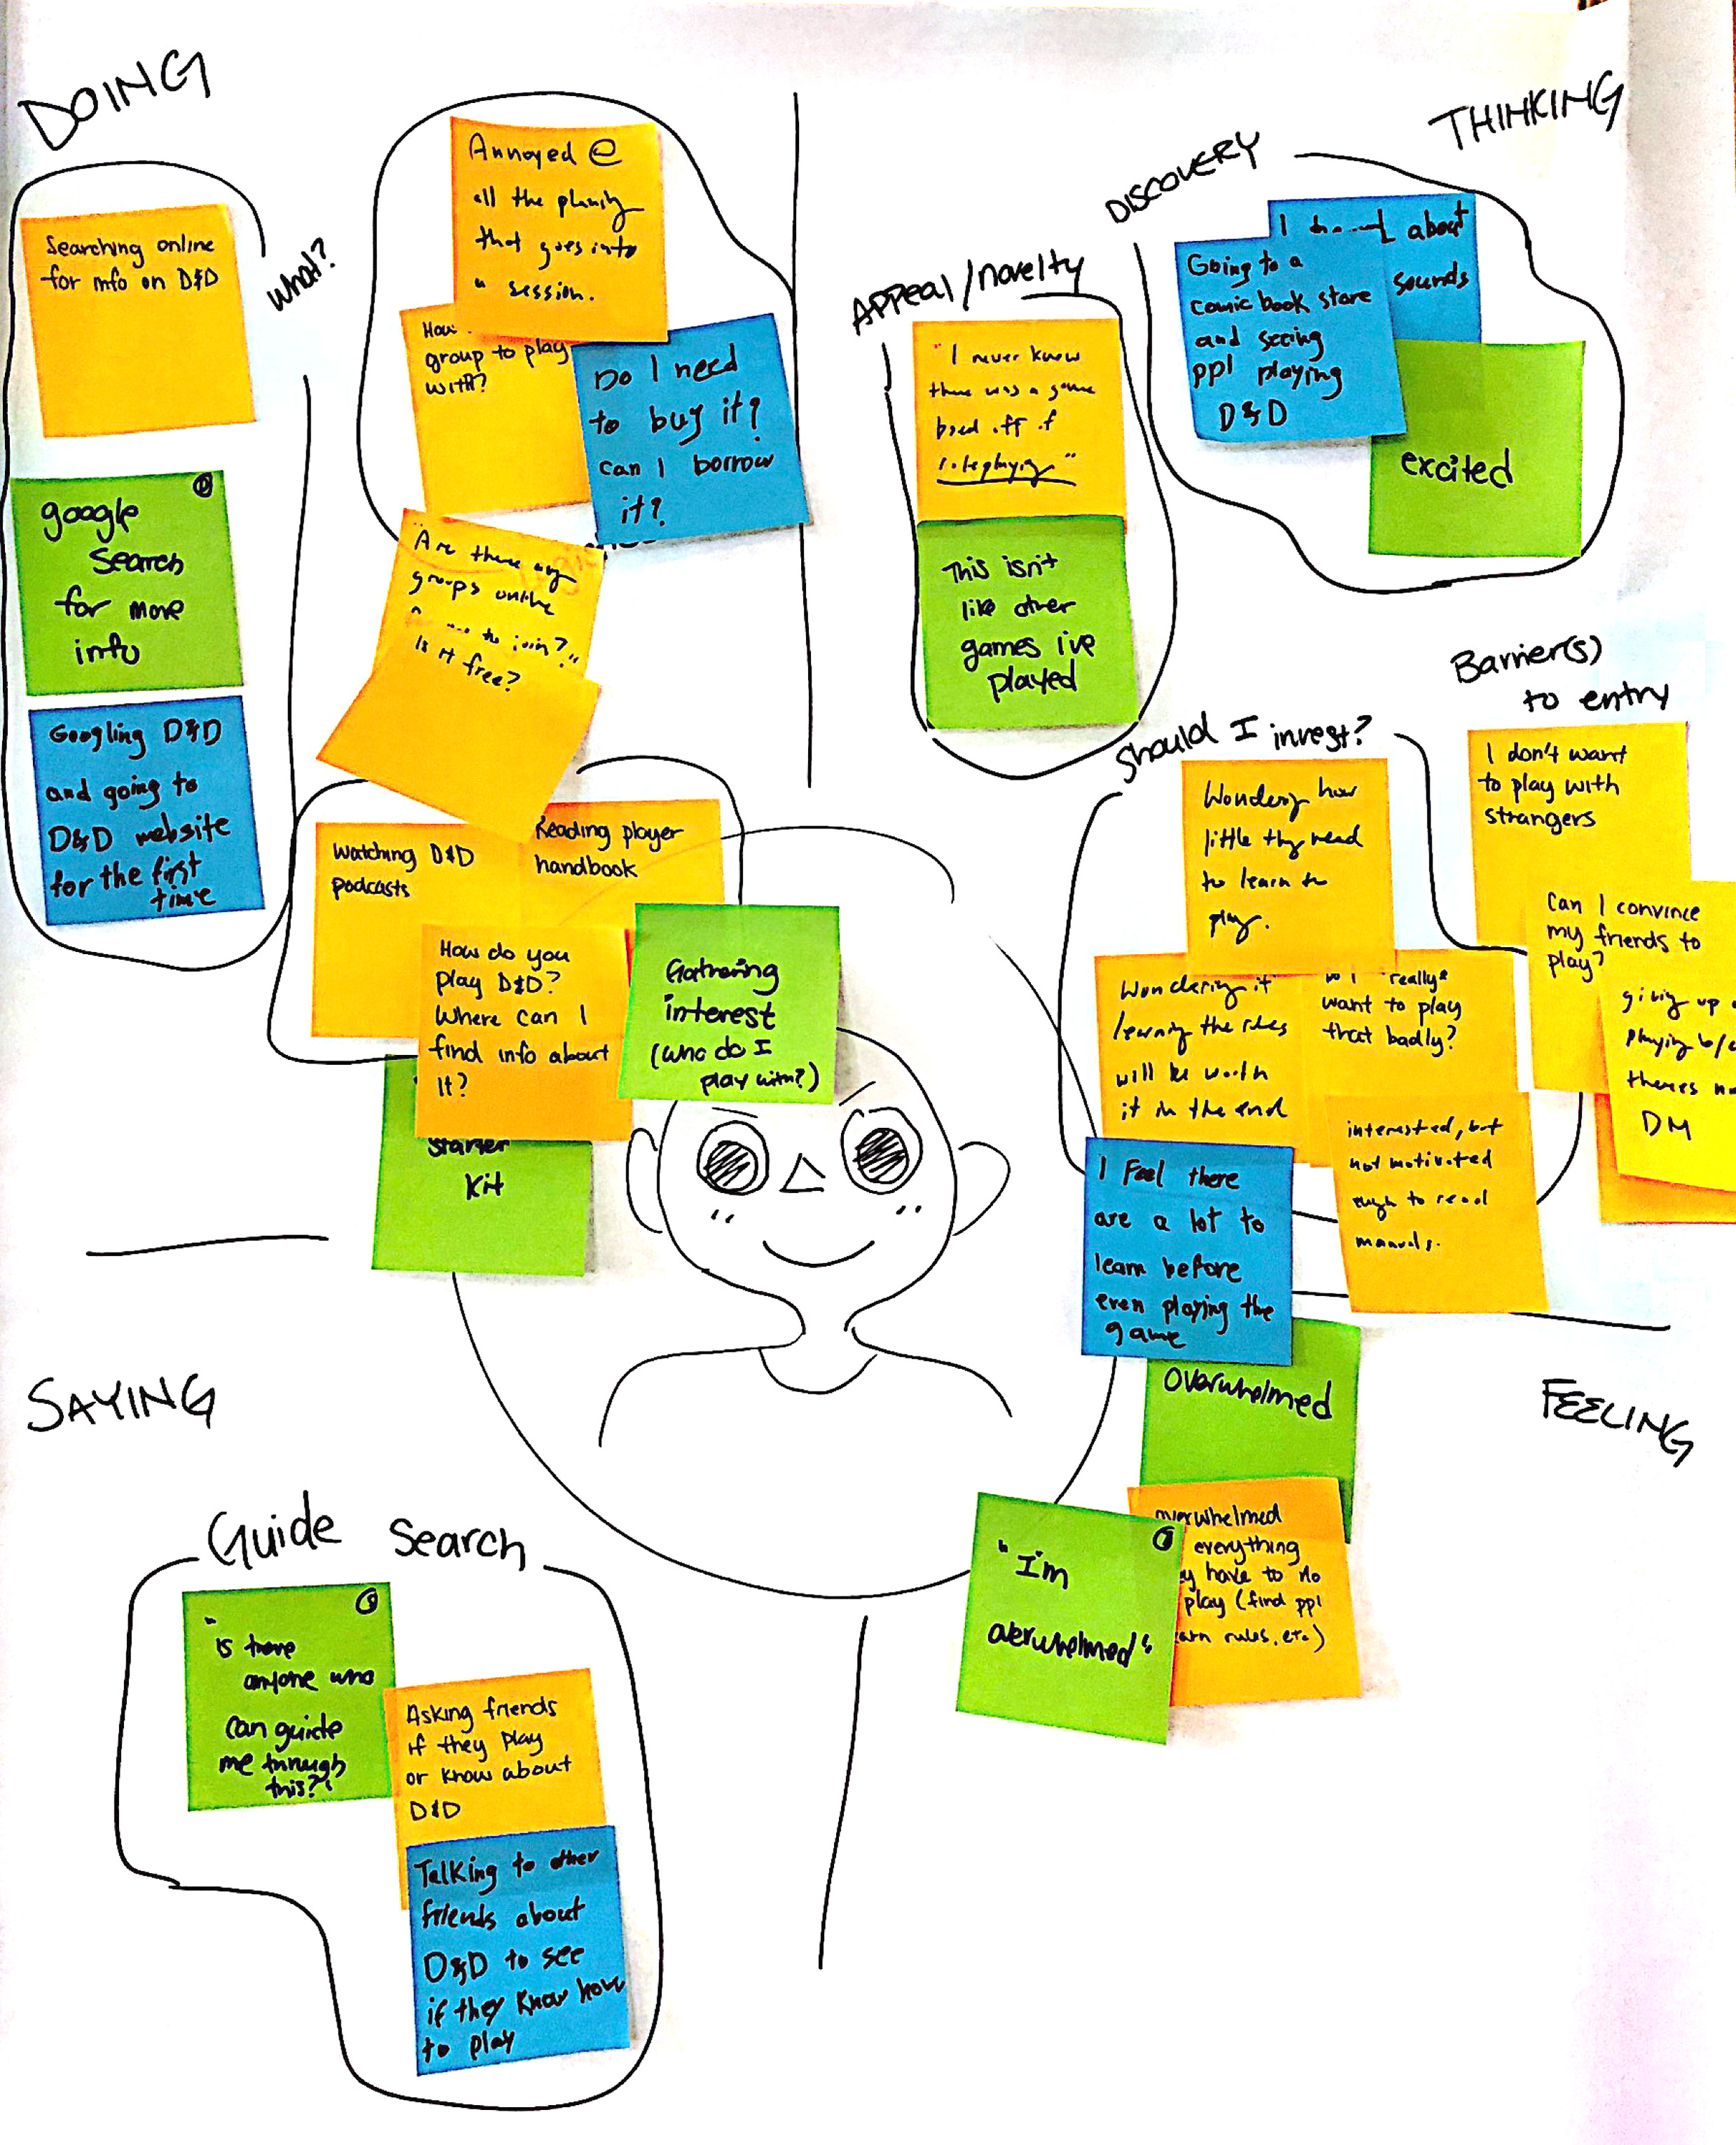 DOING
Searching online
for info on D&D
what?
google
search
for more
info
Googling D&D
and going to
D&D website
for the first
time
Annoyed @
all the planing
that goes into
a session.
How
group to play
with?
Do I need
to buy it?
can I borrow
it?
"Are there any
groups online
to join?"
Is it free?
Watching D&D
podcasts
Reading player
handbook
How do you
play D&D?
Where can I
find info about
it?
Gathering
interest
(who do I
play with?)
starter
kit
THINKING
DISCOVERY
I about
sounds
Going to a
comic book store
and seeing
ppl playing
D&D
excited
APPEAL/novelty
"I never knew
there was a game
based off of
roleplaying"
This isn't
like other
games i've
played
Should I invest?
Wondering how
little they need
to learn to
play.
Wondering if
learning the rules
will be worth
it in the end
really
want to play
that badly?
interested, but
not motivated
enough to read
manuals.
I Feel there
are a lot to
learn before
even playing the
game
Barrier(s)
to entry
I don't want
to play with
strangers
Can I convince
my friends to
play?
giving up
playing b/c
theres
DM
FEELING
overwhelmed
overwhelmed
everything
have to
play (find ppl
rules, etc.)
"I'm
overwhelmed"
SAYING
Guide Search
"is there
anyone who
can guide
me through
this?"
Asking friends
if they play
or know about
D&D
Talking to other
friends about
D&D to see
if they know how
to play